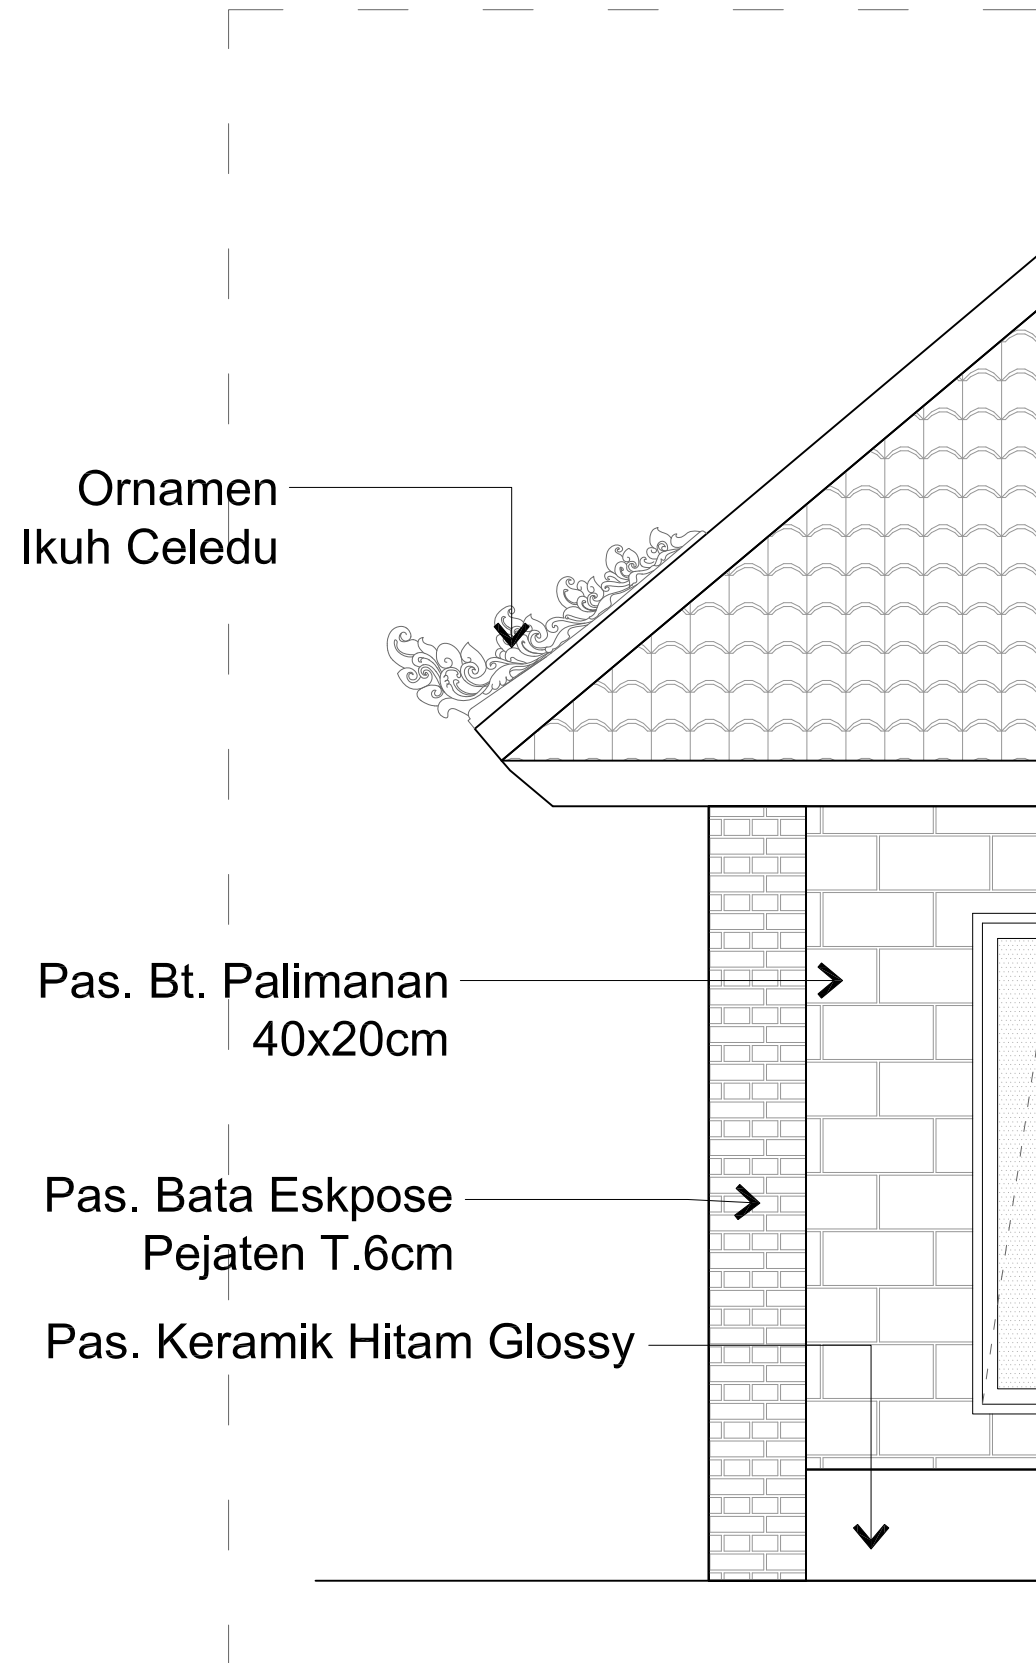 Ornamen
Ikuh Celedu
Pas. Bt. Palimanan
40x20cm
Pas. Bata Eskpose
Pejaten T.6cm
Pas. Keramik Hitam Glossy